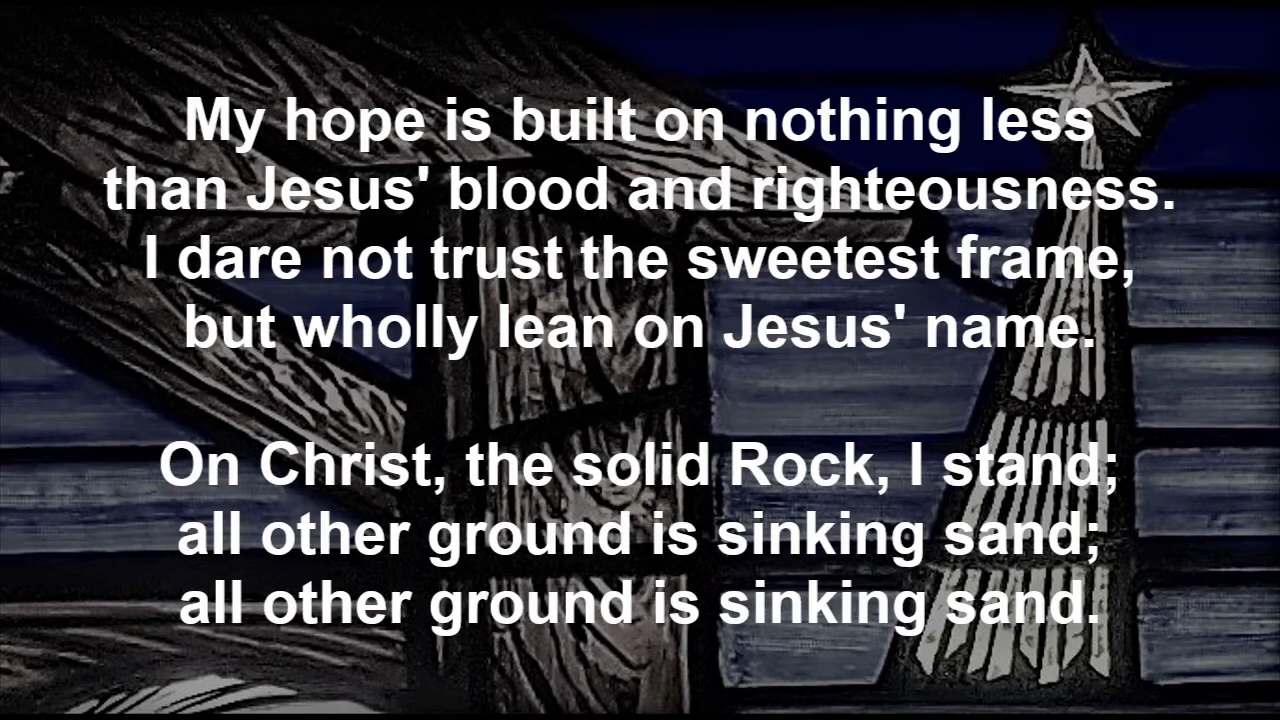 My hope is built on nothing less
than Jesus' blood and righteousness.
I dare not trust the sweetest frame,
but wholly lean on Jesus' name.
On Christ, the solid Rock, I stand;
all other ground is sinking sand;
all other ground is sinking sand.